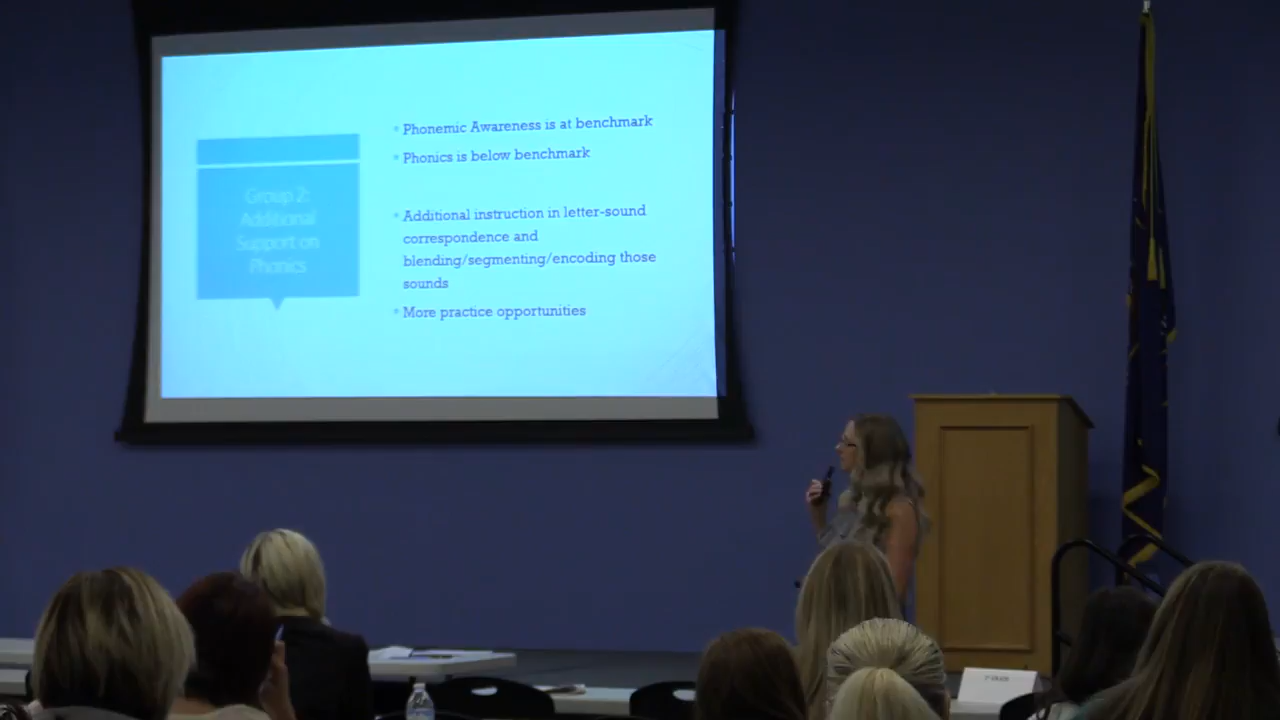 Group 2:
Additional
Support on
Phonics
Phonemic Awareness is at benchmark
Phonics is below benchmark
Additional instruction in letter-sound
correspondence and
blending/segmenting/encoding those
sounds
More practice opportunities